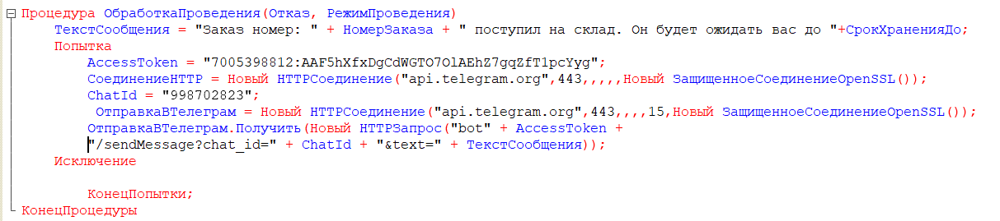 Процедура ОбработкаПроведения(Отказ, РежимПроведения)
ТекстСообщения = "Заказ номер: " + НомерЗаказа + " поступил на склад. Он будет ожидать вас до "+СрокХраненияДо;
Попытка
AccessToken = "7005398812:AAF5hXfxDgCdWGTO7OlAEhZ7gqZfT1pcYyg";
СоединениеHTTP = Новый HTTPСоединение("api.telegram.org",443,,,,,Новый ЗащищенноеСоединениеOpenSSL());
ChatId = "998702823";
ОтправкаВТелеграм = Новый HTTPСоединение("api.telegram.org",443,,,,15,Новый ЗащищенноеСоединениеOpenSSL());
ОтправкаВТелеграм.Получить(Новый HTTPЗапрос("bot" + AccessToken +
"/sendMessage?chat_id=" + ChatId + "&text=" + ТекстСообщения));
Исключение
КонецПопытки;
КонецПроцедуры